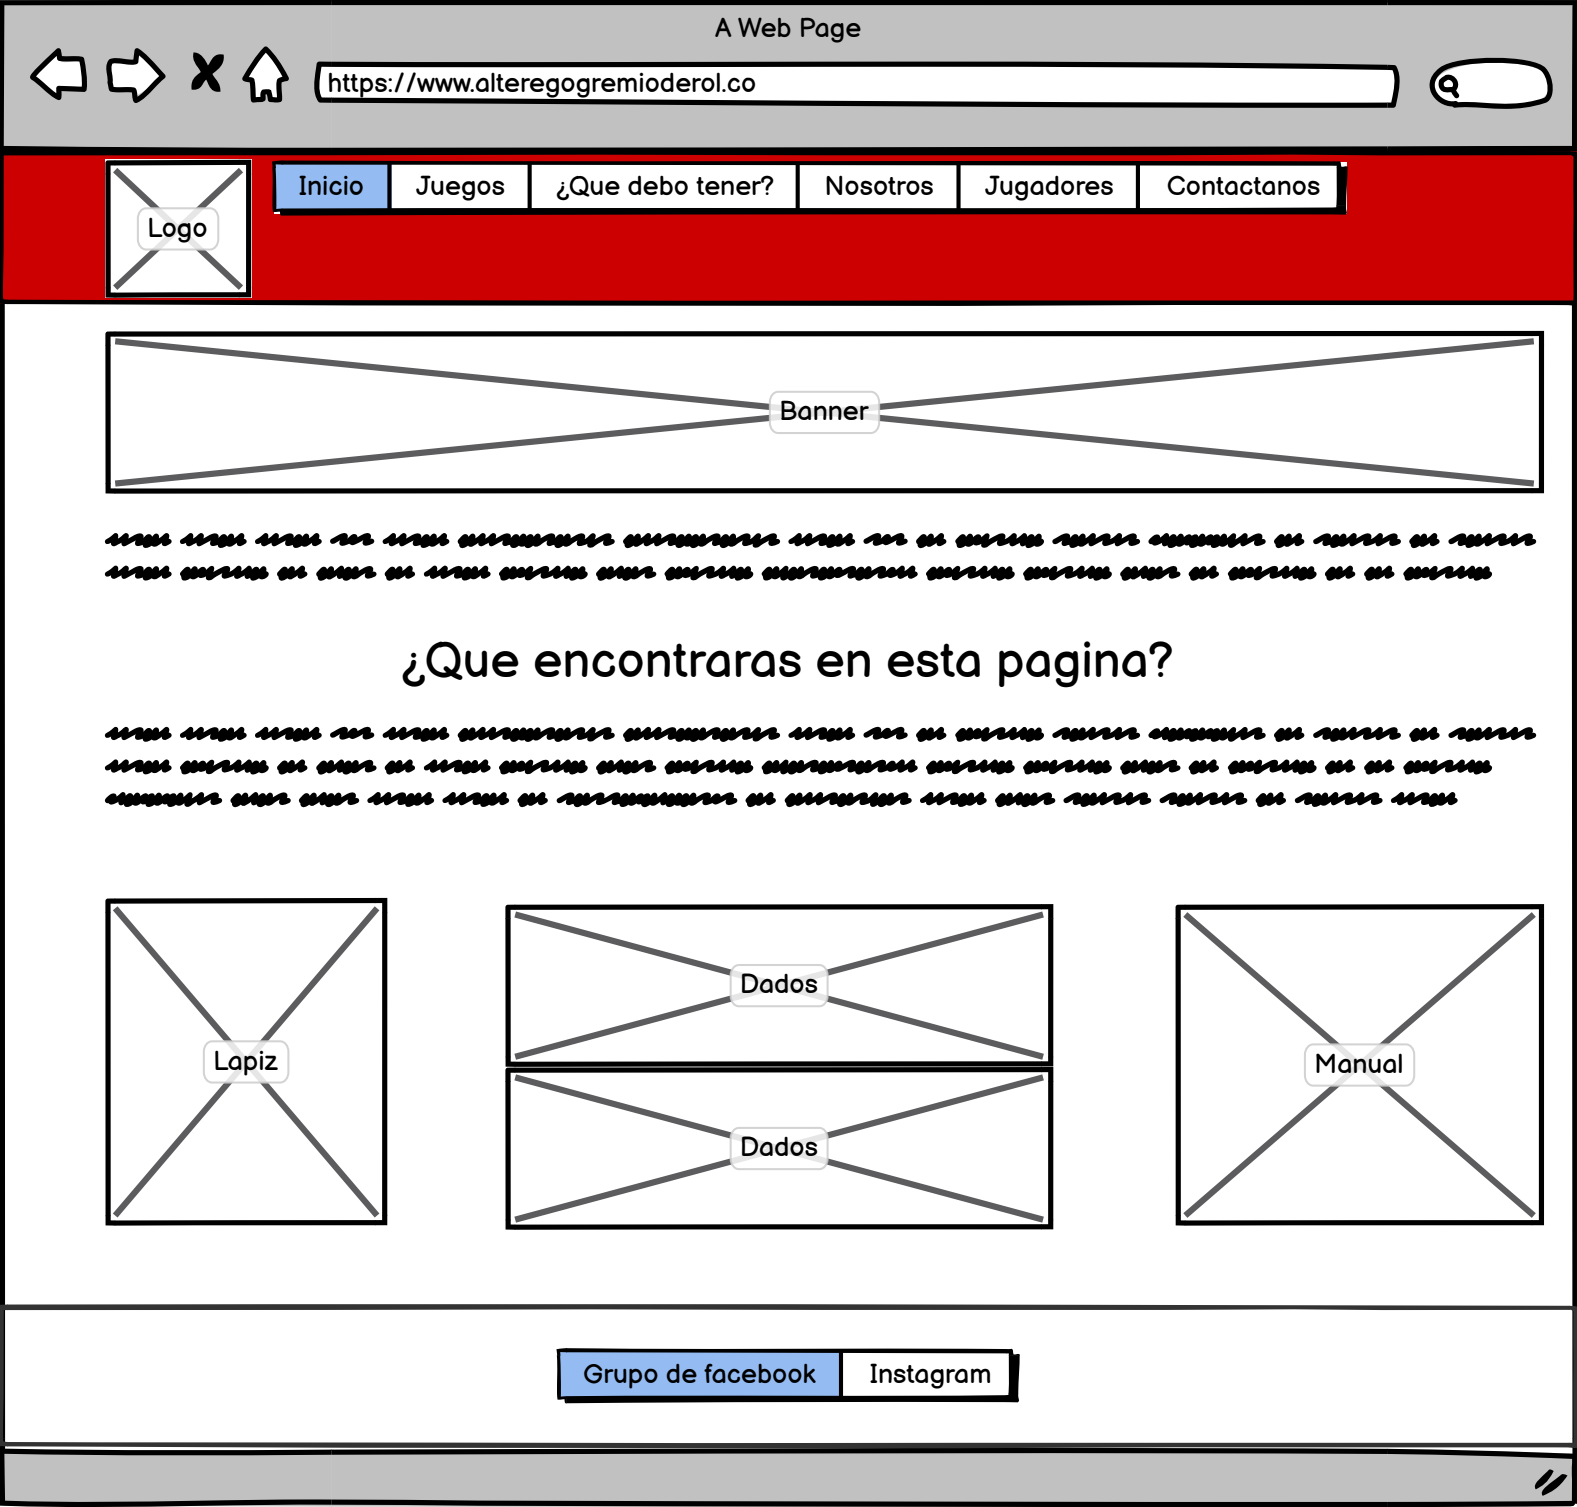 A Web Page
https://www.alteregogremioderol.co
Logo
Inicio Juegos ¿Que debo tener? Nosotros Jugadores Contactanos
Banner
¿Que encontraras en esta pagina?
Lapiz
Dados
Dados
Manual
Grupo de facebook Instagram